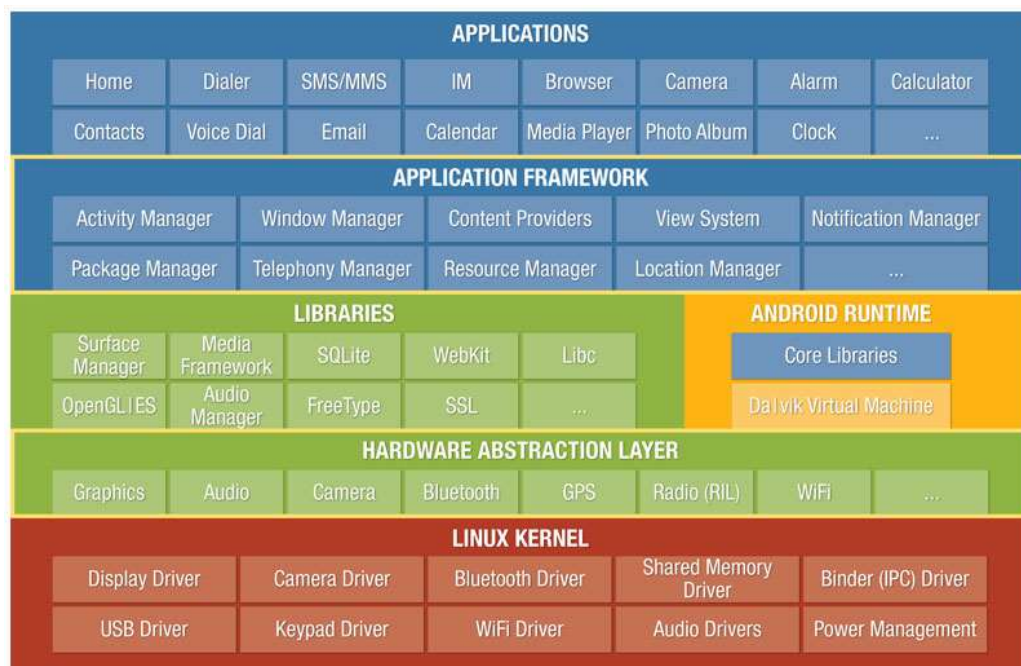 APPLICATIONS
Home Dialer SMS/MMS IM Browser Camera Alarm Calculator
Contacts Voice Dial Email Calendar Media Player Photo Album Clock ...
APPLICATION FRAMEWORK
Activity Manager Window Manager Content Providers View System Notification Manager
Package Manager Telephony Manager Resource Manager Location Manager ...
LIBRARIES
Surface
Manager
Media
Framework
SQLite WebKit Libc
OpenGL|ES
Audio
Manager
FreeType SSL ...
ANDROID RUNTIME
Core Libraries
Dalvik Virtual Machine
HARDWARE ABSTRACTION LAYER
Graphics Audio Camera Bluetooth GPS Radio (RIL) WiFi ...
LINUX KERNEL
Display Driver Camera Driver Bluetooth Driver
Shared Memory
Driver
Binder (IPC) Driver
USB Driver Keypad Driver WiFi Driver Audio Drivers Power Management